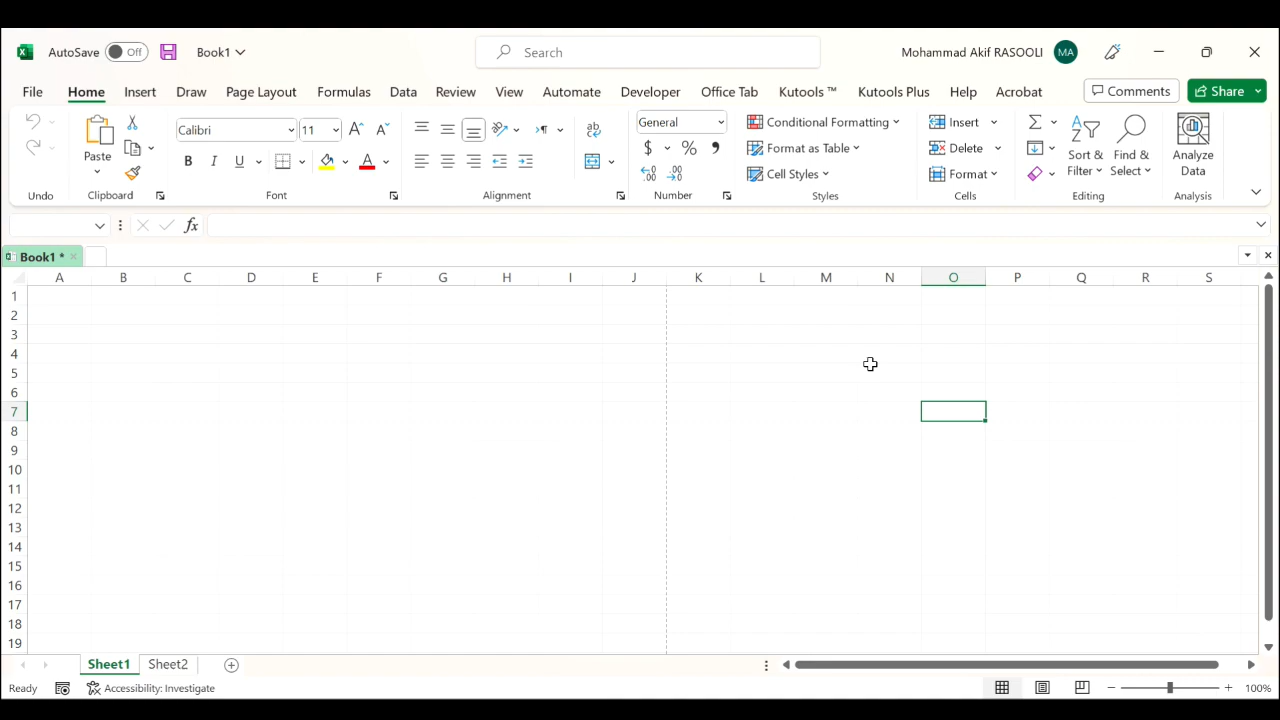 AutoSave Off Book1 Search Mohammad Akif RASOOLI MA
File Home Insert Draw Page Layout Formulas Data Review View Automate Developer Office Tab Kutools ™ Kutools Plus Help Acrobat Comments Share
Calibri 11 General Conditional Formatting Insert
Paste $ % Format as Table Delete Sort & Find & Analyze
B I U A Cell Styles Format Filter Select Data
Undo Clipboard Font Alignment Number Styles Cells Editing Analysis
fx
Book1 *
A B C D E F G H I J K L M N O P Q R S
1
2
3
4
5
6
7
8
9
10
11
12
13
14
15
16
17
18
19
Sheet1 Sheet2
Ready Accessibility: Investigate 100%